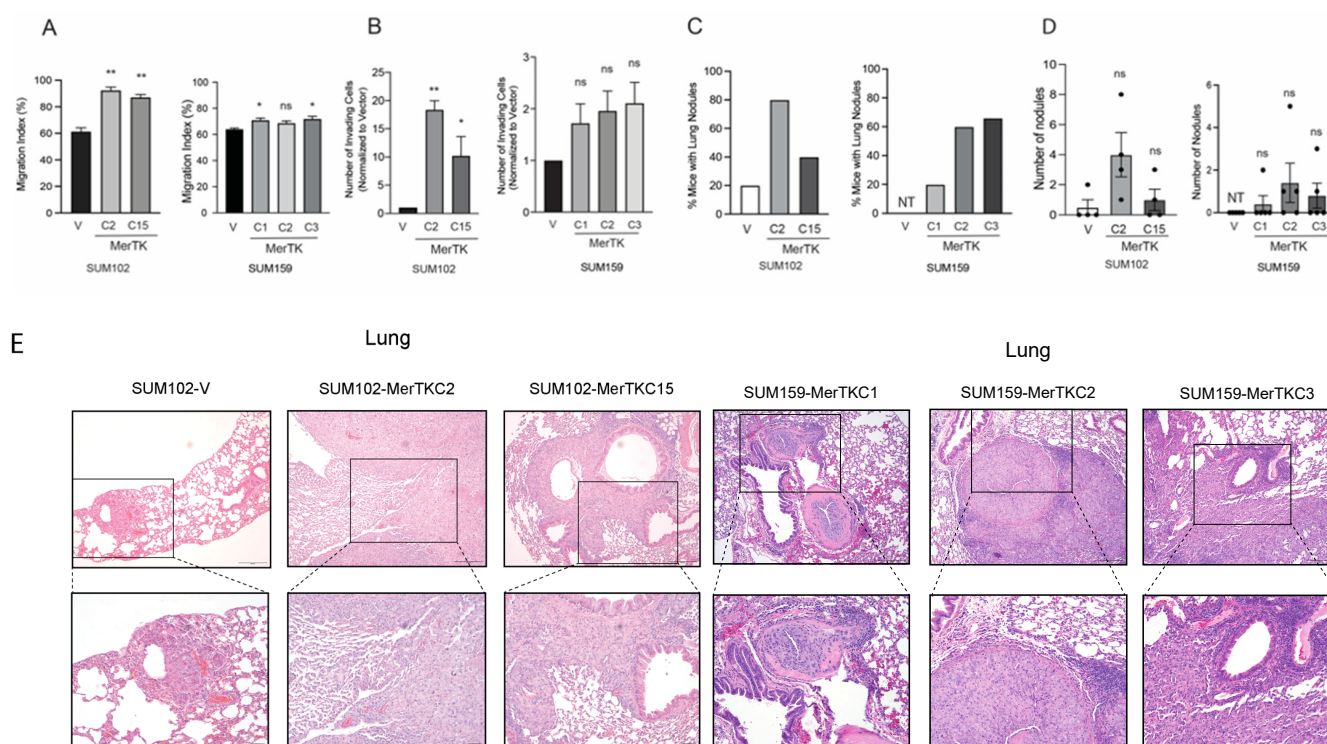 A
Migration Index (%)
100
80
60
40
20
0
**
**
V
C2
C15
MerTK
SUM102
Migration Index (%)
100
80
60
40
20
0
*
ns
*
V
C1
C2
C3
MerTK
SUM159
B
Number of Invading Cells
(Normalized to Vector)
25
20
15
10
5
0
**
*
V
C2
C15
MerTK
SUM102
Number of Invading Cells
(Normalized to Vector)
3
2
1
0
ns
ns
ns
V
C1
C2
C3
MerTK
SUM159
C
% Mice with Lung Nodules
100
80
60
40
20
0
V
C2
C15
MerTK
SUM102
% Mice with Lung Nodules
100
80
60
40
20
0
NT
V
C1
C2
C3
MerTK
SUM159
D
Number of nodules
10
8
6
4
2
0
ns
ns
V
C2
C15
MerTK
SUM102
Number of Nodules
6
4
2
0
NT
ns
ns
ns
V
C1
C2
C3
MerTK
SUM159
E
Lung
Lung
SUM102-V
SUM102-MerTKC2
SUM102-MerTKC15
SUM159-MerTKC1
SUM159-MerTKC2
SUM159-MerTKC3